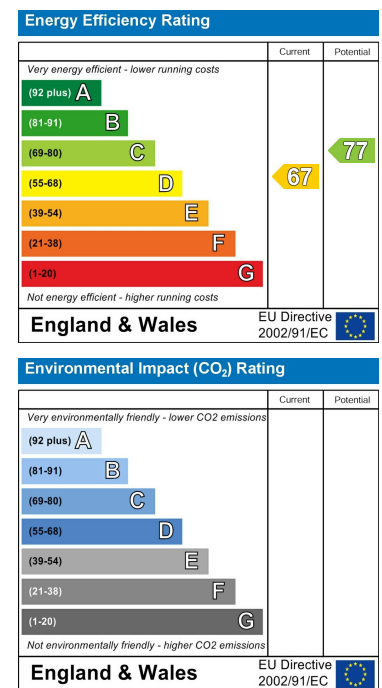 Energy Efficiency Rating
Current Potential
Very energy efficient - lower running costs
(92 plus) A
(81-91) B
(69-80) C
(55-68) D
(39-54) E
(21-38) F
(1-20) G
67
77
Not energy efficient - higher running costs
England & Wales
EU Directive
2002/91/EC
Environmental Impact (CO₂) Rating
Current Potential
Very environmentally friendly - lower CO2 emissions
(92 plus) A
(81-91) B
(69-80) C
(55-68) D
(39-54) E
(21-38) F
(1-20) G
Not environmentally friendly - higher CO2 emissions
England & Wales
EU Directive
2002/91/EC